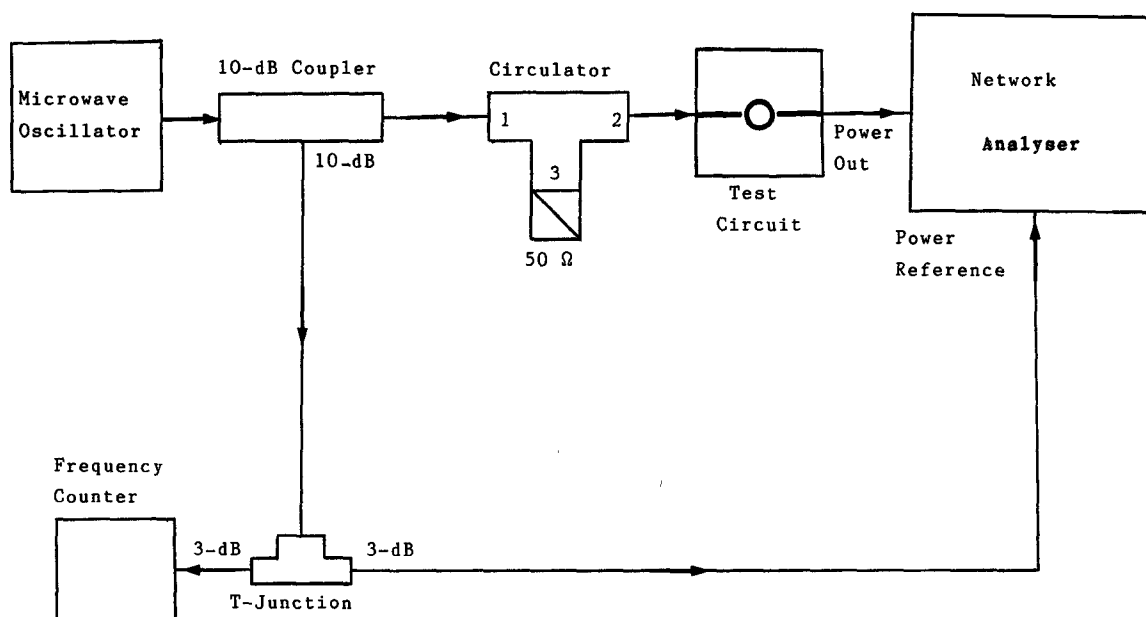 Microwave
Oscillator
10-dB Coupler
10-dB
Circulator
1
2
3
50 Ω
Test
Circuit
Power
Out
Network
Analyser
Power
Reference
Frequency
Counter
3-dB
3-dB
T-Junction